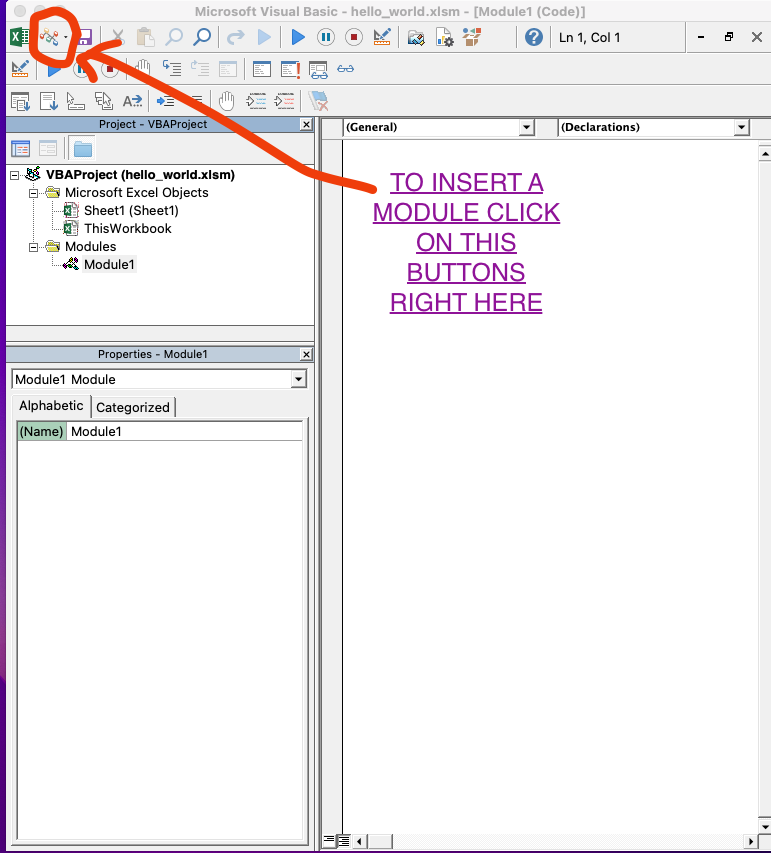 Microsoft Visual Basic - hello_world.xlsm - [Module1 (Code)]
Ln 1, Col 1
Project - VBAProject
(General)
(Declarations)
VBAProject (hello_world.xlsm)
Microsoft Excel Objects
Sheet1 (Sheet1)
ThisWorkbook
Modules
Module1
TO INSERT A
MODULE CLICK
ON THIS
BUTTONS
RIGHT HERE
Properties - Module1
Module1 Module
Alphabetic
Categorized
(Name)
Module1